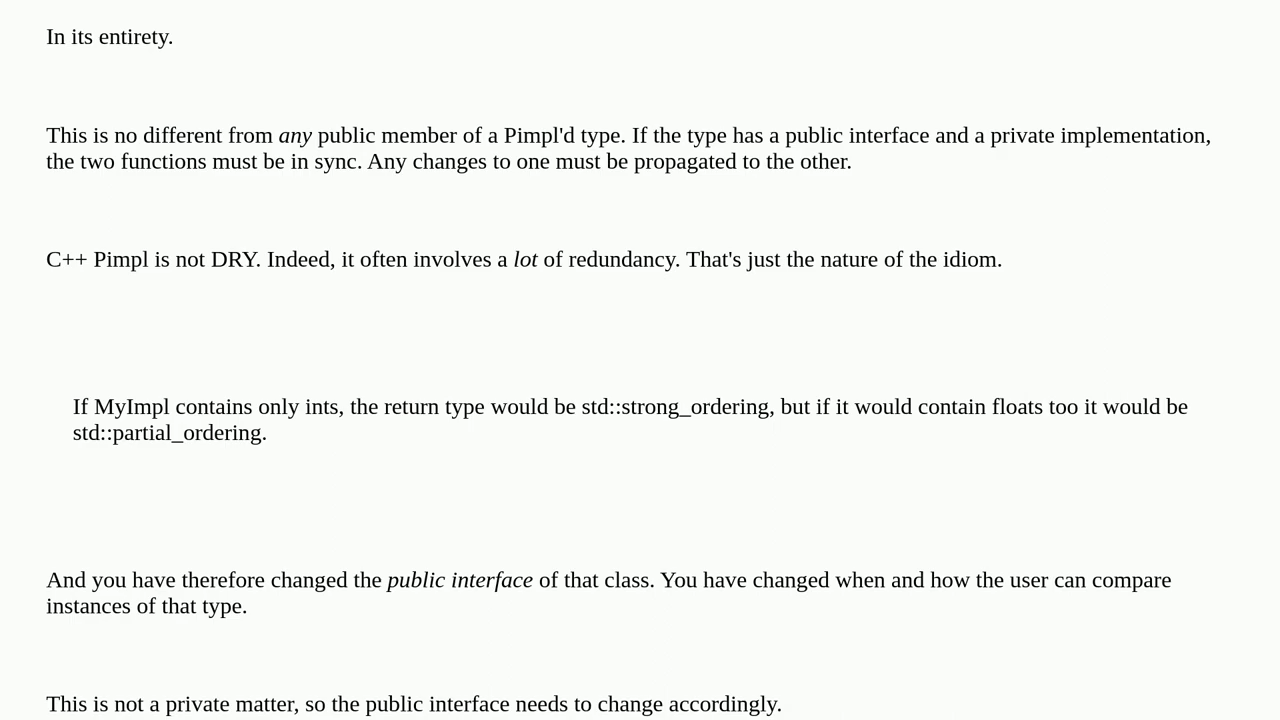 In its entirety.
This is no different from any public member of a Pimpl'd type. If the type has a public interface and a private implementation,
the two functions must be in sync. Any changes to one must be propagated to the other.
C++ Pimpl is not DRY. Indeed, it often involves a lot of redundancy. That's just the nature of the idiom.
If MyImpl contains only ints, the return type would be std::strong_ordering, but if it would contain floats too it would be
std::partial_ordering.
And you have therefore changed the public interface of that class. You have changed when and how the user can compare
instances of that type.
This is not a private matter, so the public interface needs to change accordingly.